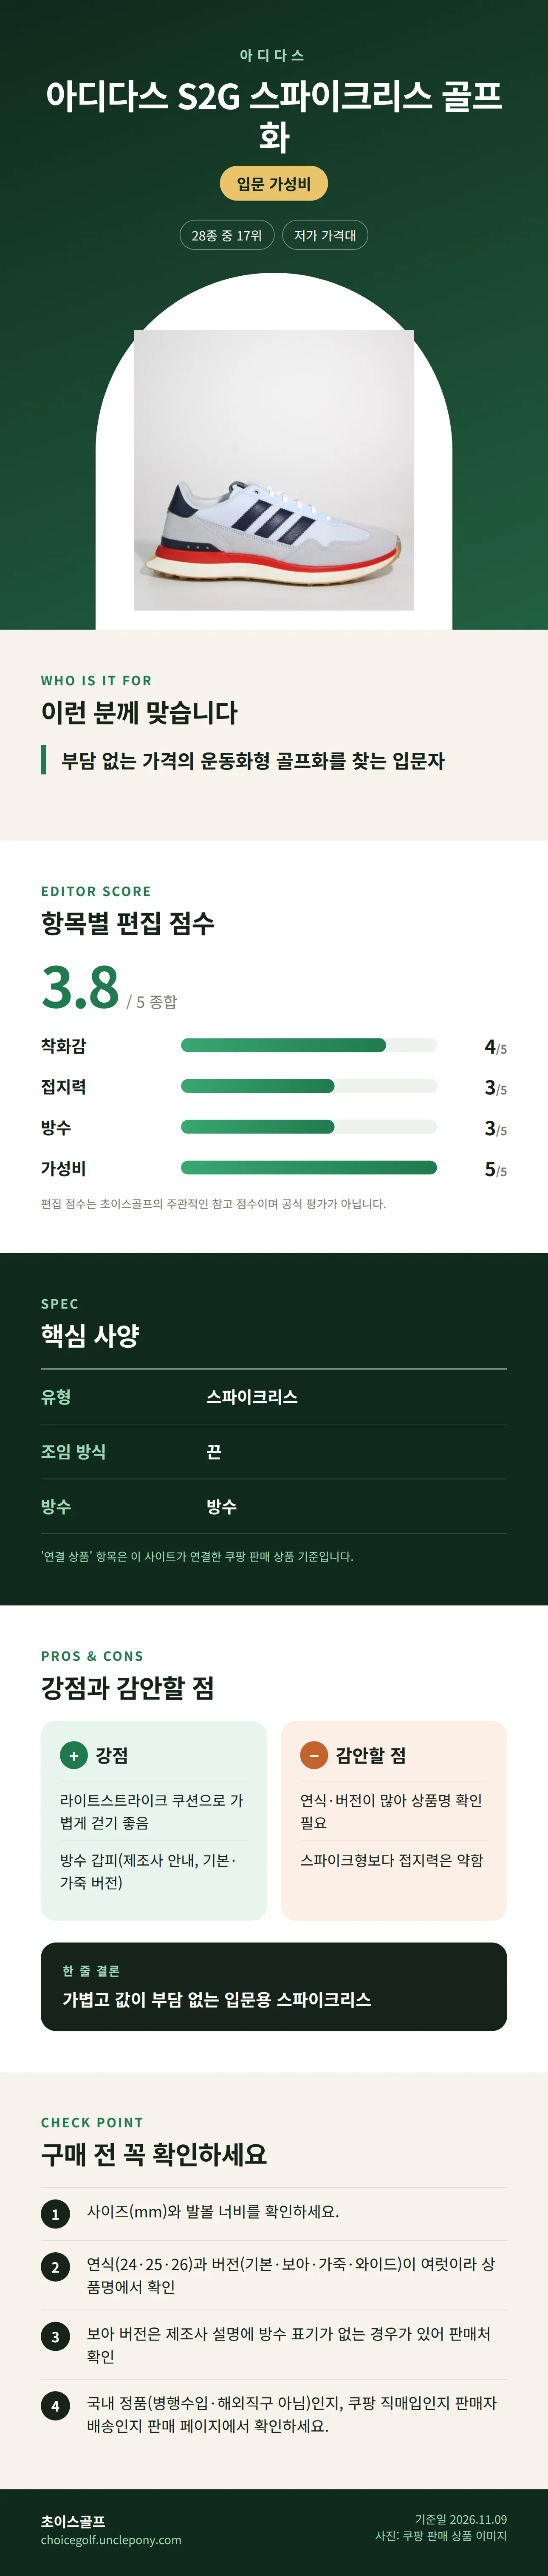 아디다스
아디다스 S2G 스파이크리스 골프
화
입문 가성비
28종 중 17위
저가 가격대
WHO IS IT FOR
이런 분께 맞습니다
부담 없는 가격의 운동화형 골프화를 찾는 입문자
EDITOR SCORE
항목별 편집 점수
3.8 / 5 종합
착화감 4/5
접지력 3/5
방수 3/5
가성비 5/5
편집 점수는 초이스골프의 주관적인 참고 점수이며 공식 평가가 아닙니다.
SPEC
핵심 사양
유형 스파이크리스
조임 방식 끈
방수 방수
'연결 상품' 항목은 이 사이트가 연결한 쿠팡 판매 상품 기준입니다.
PROS & CONS
강점과 감안할 점
+ 강점
라이트스트라이크 쿠션으로 가
볍게 걷기 좋음
방수 갑피(제조사 안내, 기본·
가죽 버전)
− 감안할 점
연식·버전이 많아 상품명 확인
필요
스파이크형보다 접지력은 약함
한 줄 결론
가볍고 값이 부담 없는 입문용 스파이크리스
CHECK POINT
구매 전 꼭 확인하세요
1 사이즈(mm)와 발볼 너비를 확인하세요.
2 연식(24·25·26)과 버전(기본·보아·가죽·와이드)이 여럿이라 상
품명에서 확인
3 보아 버전은 제조사 설명에 방수 표기가 없는 경우가 있어 판매처
확인
4 국내 정품(병행수입·해외직구 아님)인지, 쿠팡 직매입인지 판매자
배송인지 판매 페이지에서 확인하세요.
초이스골프
choicegolf.unclepony.com
기준일 2026.11.09
사진: 쿠팡 판매 상품 이미지